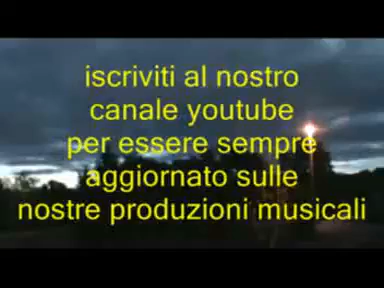 iscriviti al nostro
canale youtube
per essere sempre
aggiornato sulle
nostre produzioni musicali